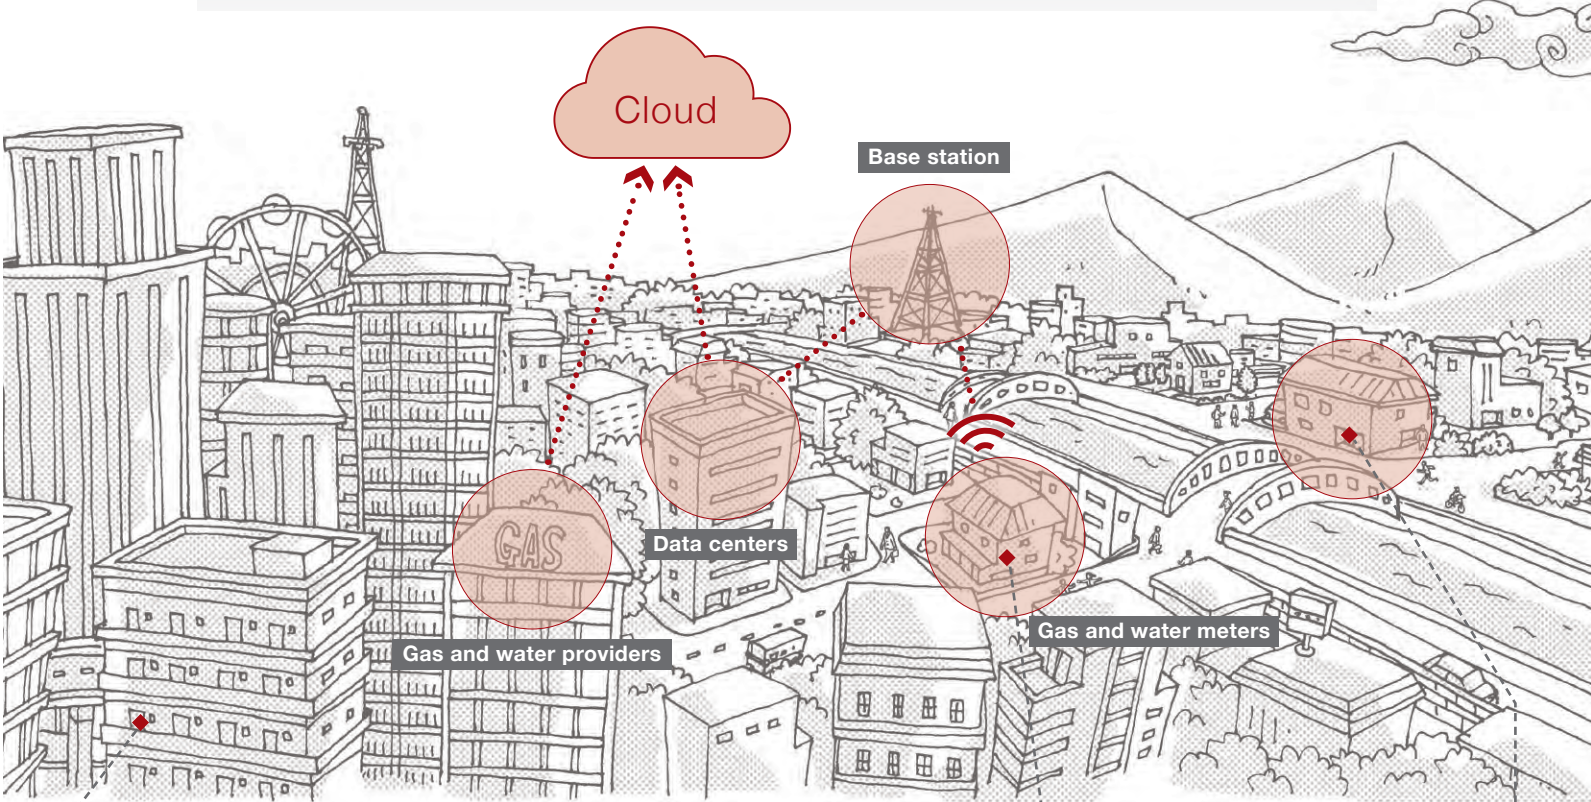 Cloud
Base station
GAS
Data centers
Gas and water meters
Gas and water providers